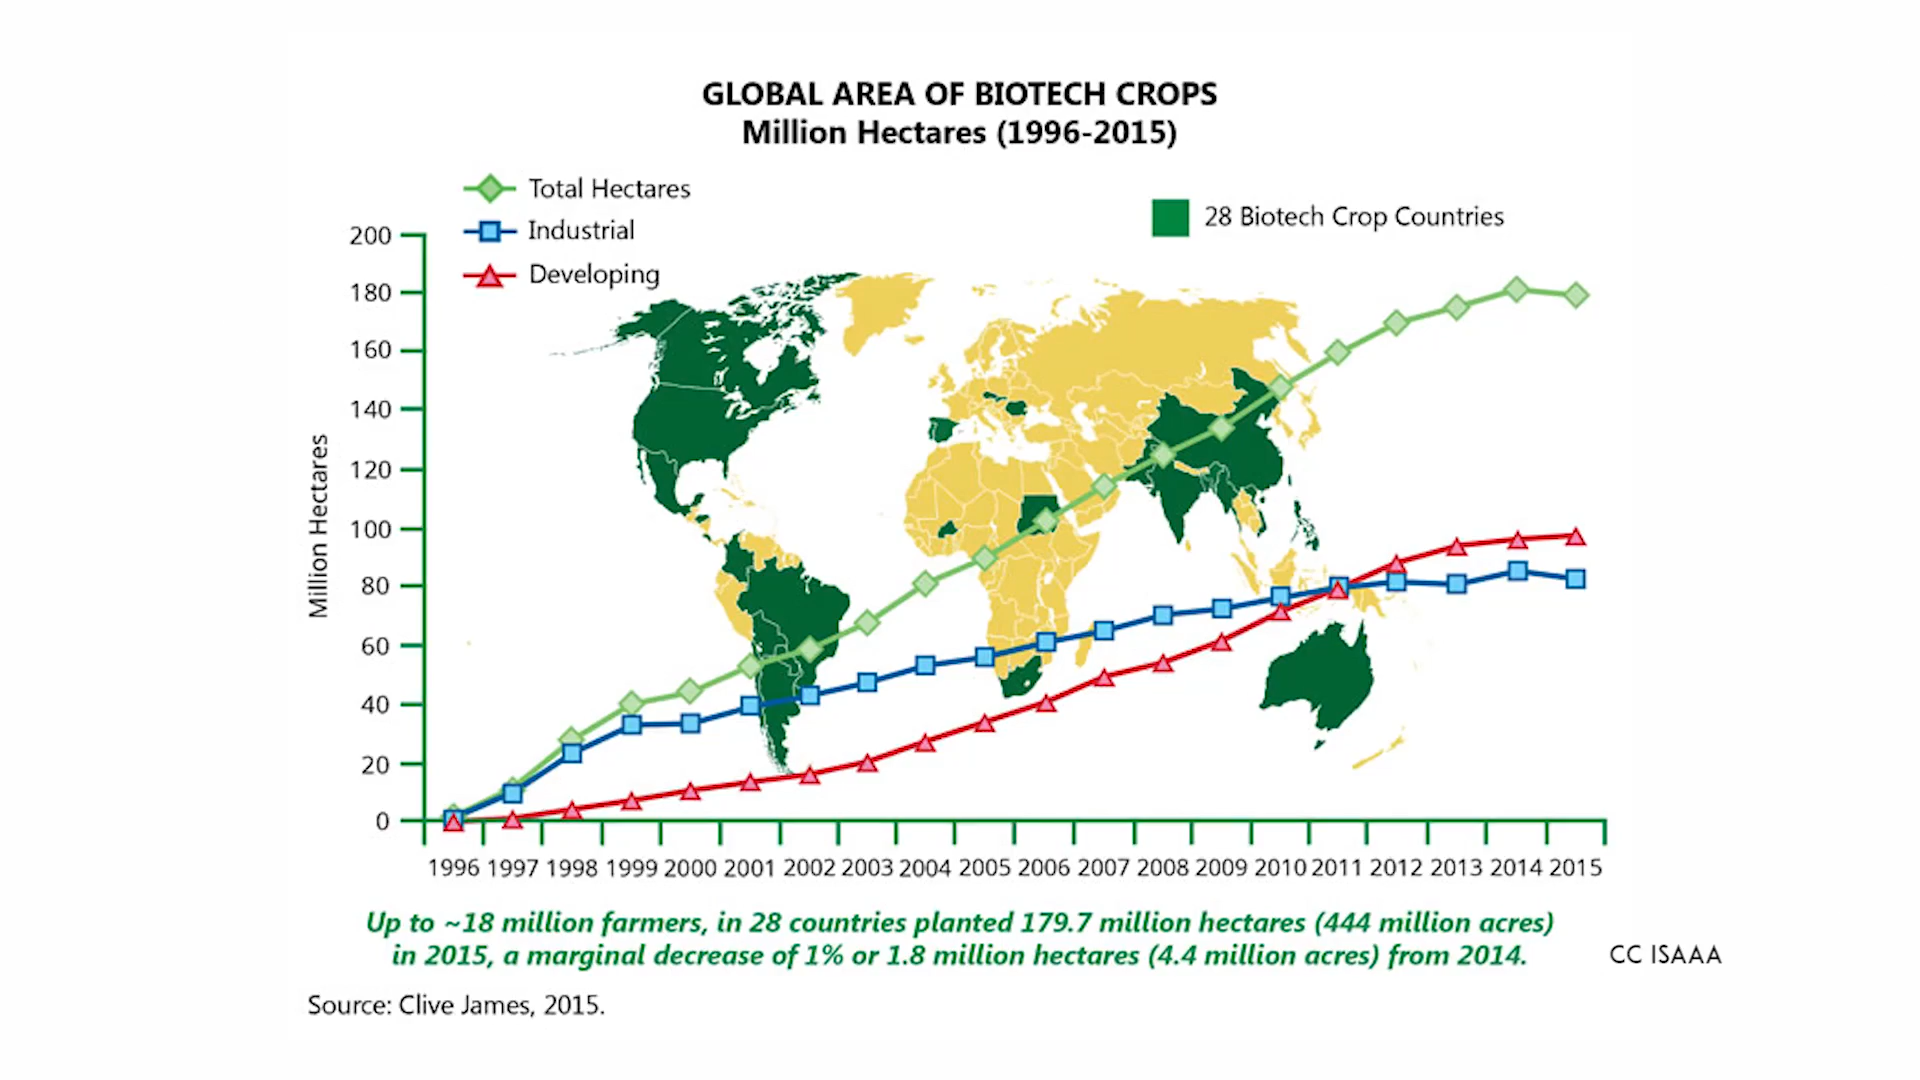 GLOBAL AREA OF BIOTECH CROPS
Million Hectares (1996-2015)
Total Hectares
Industrial
Developing
28 Biotech Crop Countries
Million Hectares
200
180
160
140
120
100
80
60
40
20
0
1996 1997 1998 1999 2000 2001 2002 2003 2004 2005 2006 2007 2008 2009 2010 2011 2012 2013 2014 2015
Up to ~18 million farmers, in 28 countries planted 179.7 million hectares (444 million acres)
in 2015, a marginal decrease of 1% or 1.8 million hectares (4.4 million acres) from 2014.
CC ISAAA
Source: Clive James, 2015.